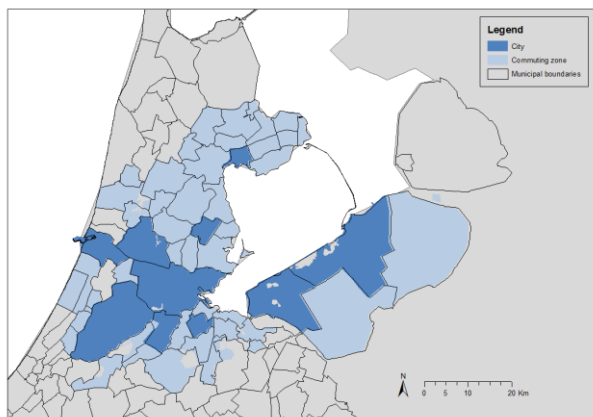 Legend
City
Commuting zone
Municipal boundaries
N
0 5 10 20 Km